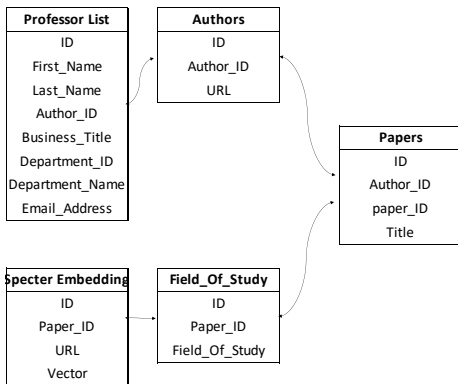 Professor List
ID
First_Name
Last_Name
Author_ID
Business_Title
Department_ID
Department_Name
Email_Address
Authors
ID
Author_ID
URL
Papers
ID
Author_ID
paper_ID
Title
Specter Embedding
ID
Paper_ID
URL
Vector
Field_Of_Study
ID
Paper_ID
Field_Of_Study